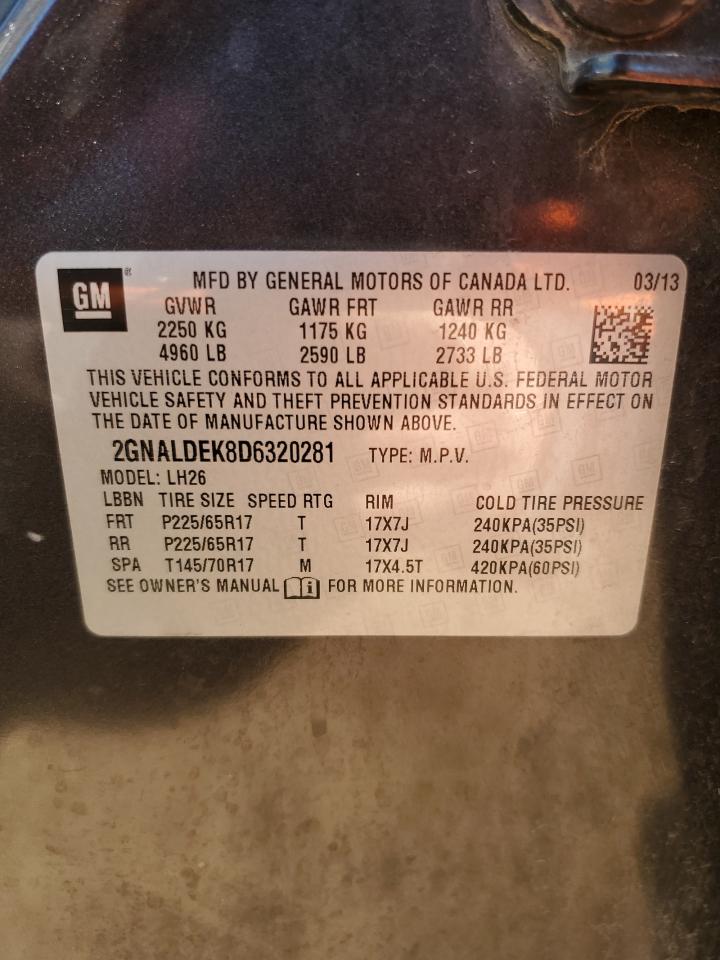 GM®
MFD BY GENERAL MOTORS OF CANADA LTD. 03/13
GVWR GAWR FRT GAWR RR
2250 KG 1175 KG 1240 KG
4960 LB 2590 LB 2733 LB
THIS VEHICLE CONFORMS TO ALL APPLICABLE U.S. FEDERAL MOTOR
VEHICLE SAFETY AND THEFT PREVENTION STANDARDS IN EFFECT ON
THE DATE OF MANUFACTURE SHOWN ABOVE.
2GNALDEK8D6320281 TYPE: M.P.V.
MODEL: LH26
LBBN TIRE SIZE SPEED RTG RIM COLD TIRE PRESSURE
FRT P225/65R17 T 17X7J 240KPA(35PSI)
RR P225/65R17 T 17X7J 240KPA(35PSI)
SPA T145/70R17 M 17X4.5T 420KPA(60PSI)
SEE OWNER'S MANUAL i FOR MORE INFORMATION.